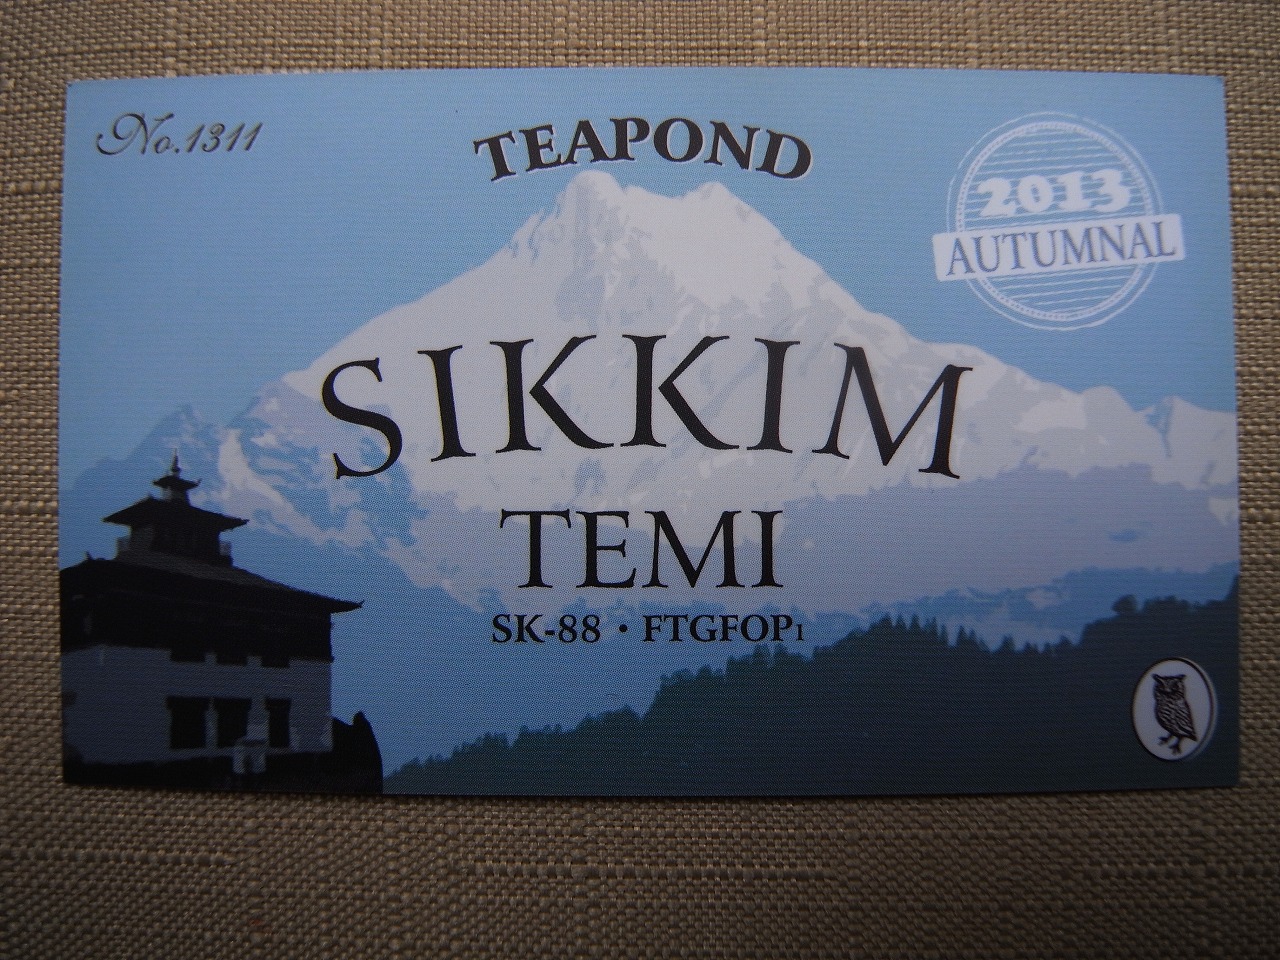 No.1311
TEAPOND
2013
AUTUMNAL
SIKKIM
TEMI
SK-88・FTGFOP1